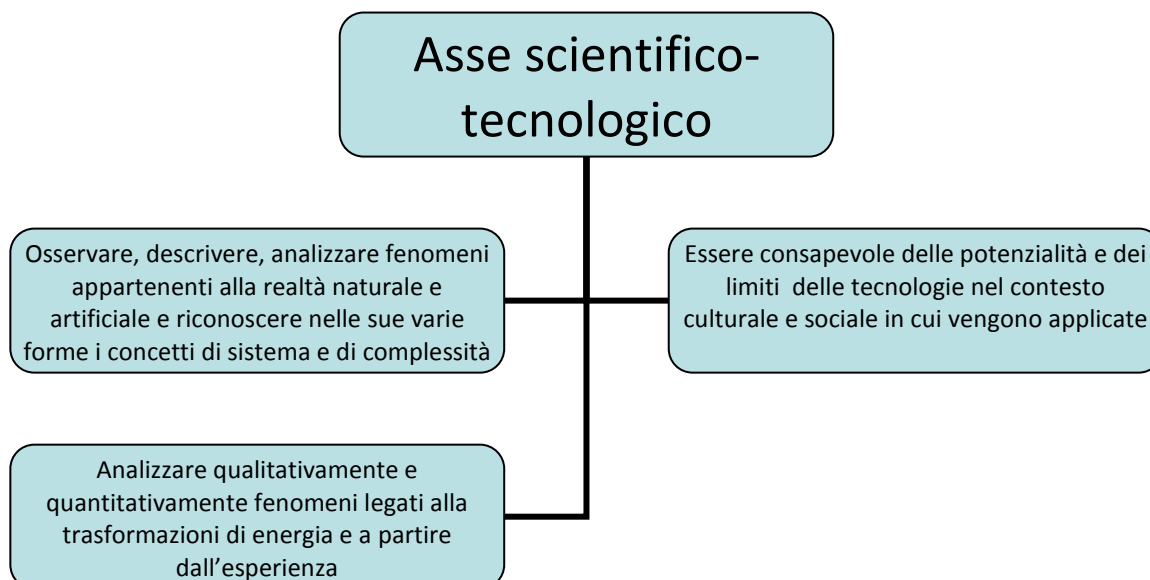 Asse scientifico-
tecnologico
Osservare, descrivere, analizzare fenomeni
appartenenti alla realtà naturale e
artificiale e riconoscere nelle sue varie
forme i concetti di sistema e di complessità
Essere consapevole delle potenzialità e dei
limiti delle tecnologie nel contesto
culturale e sociale in cui vengono applicate
Analizzare qualitativamente e
quantitativamente fenomeni legati alla
trasformazioni di energia e a partire
dall'esperienza